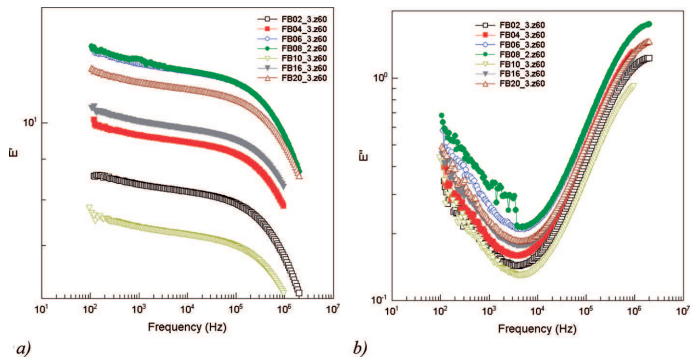 FB02_3.z60
FB04_3.z60
FB06_3.z60
FB08_2.z60
FB10_3.z60
FB16_3.z60
FB20_3.z60
E'
10¹
10¹ 10² 10³ 10⁴ 10⁵ 10⁶ 10⁷
Frequency (Hz)
a)
FB02_3.z60
FB04_3.z60
FB06_3.z60
FB08_2.z60
FB10_3.z60
FB16_3.z60
FB20_3.z60
E''
10⁰
10⁻¹
10¹ 10² 10³ 10⁴ 10⁵ 10⁶ 10⁷
Frequency (Hz)
b)